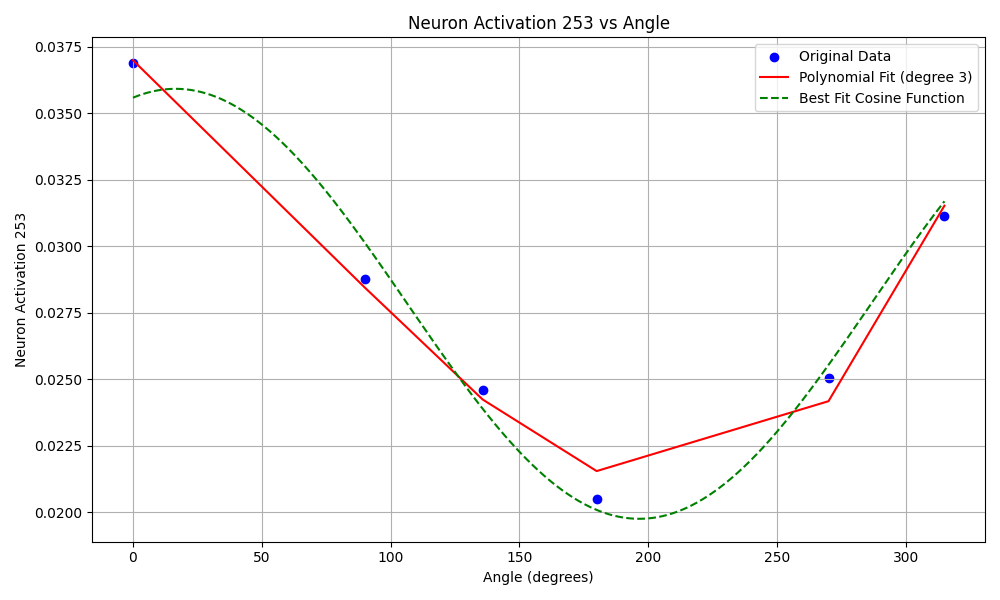 Neuron Activation 253 vs Angle
Original Data
Polynomial Fit (degree 3)
Best Fit Cosine Function
Neuron Activation 253
0.0375
0.0350
0.0325
0.0300
0.0275
0.0250
0.0225
0.0200
0
50
100
150
200
250
300
Angle (degrees)